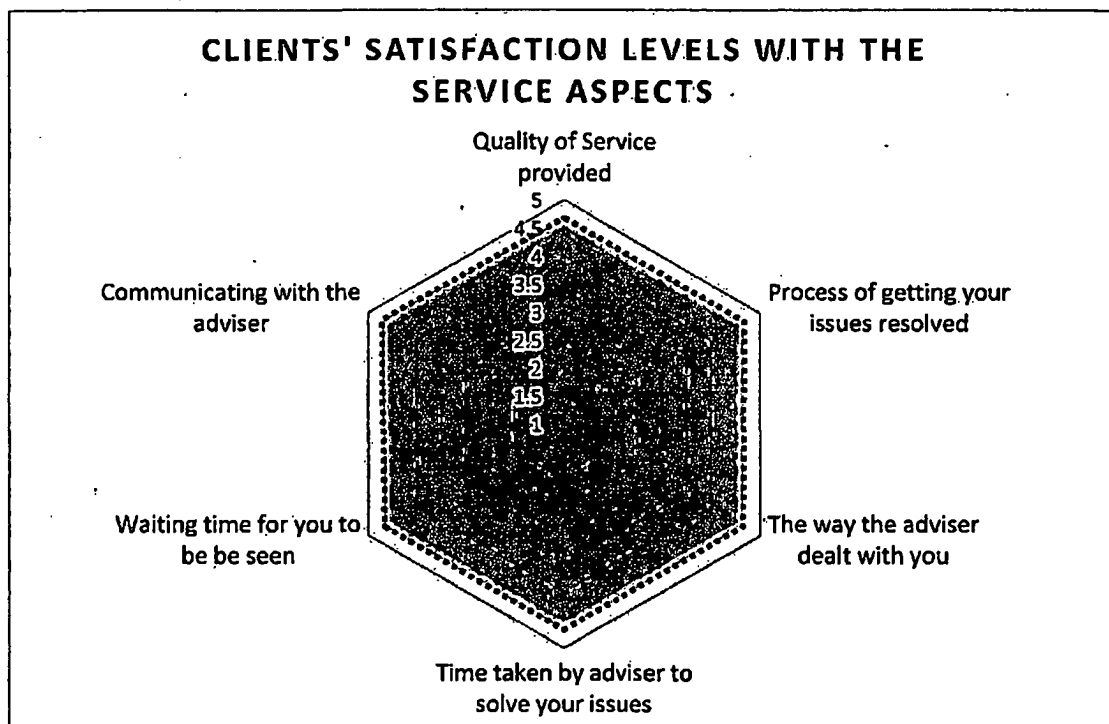 CLIENTS' SATISFACTION LEVELS WITH THE
SERVICE ASPECTS
Quality of Service
provided
5
4.5
4
3.5
3
2.5
2
1.5
1
Communicating with the
adviser
Process of getting your
issues resolved
Waiting time for you to
be be seen
The way the adviser
dealt with you
Time taken by adviser to
solve your issues